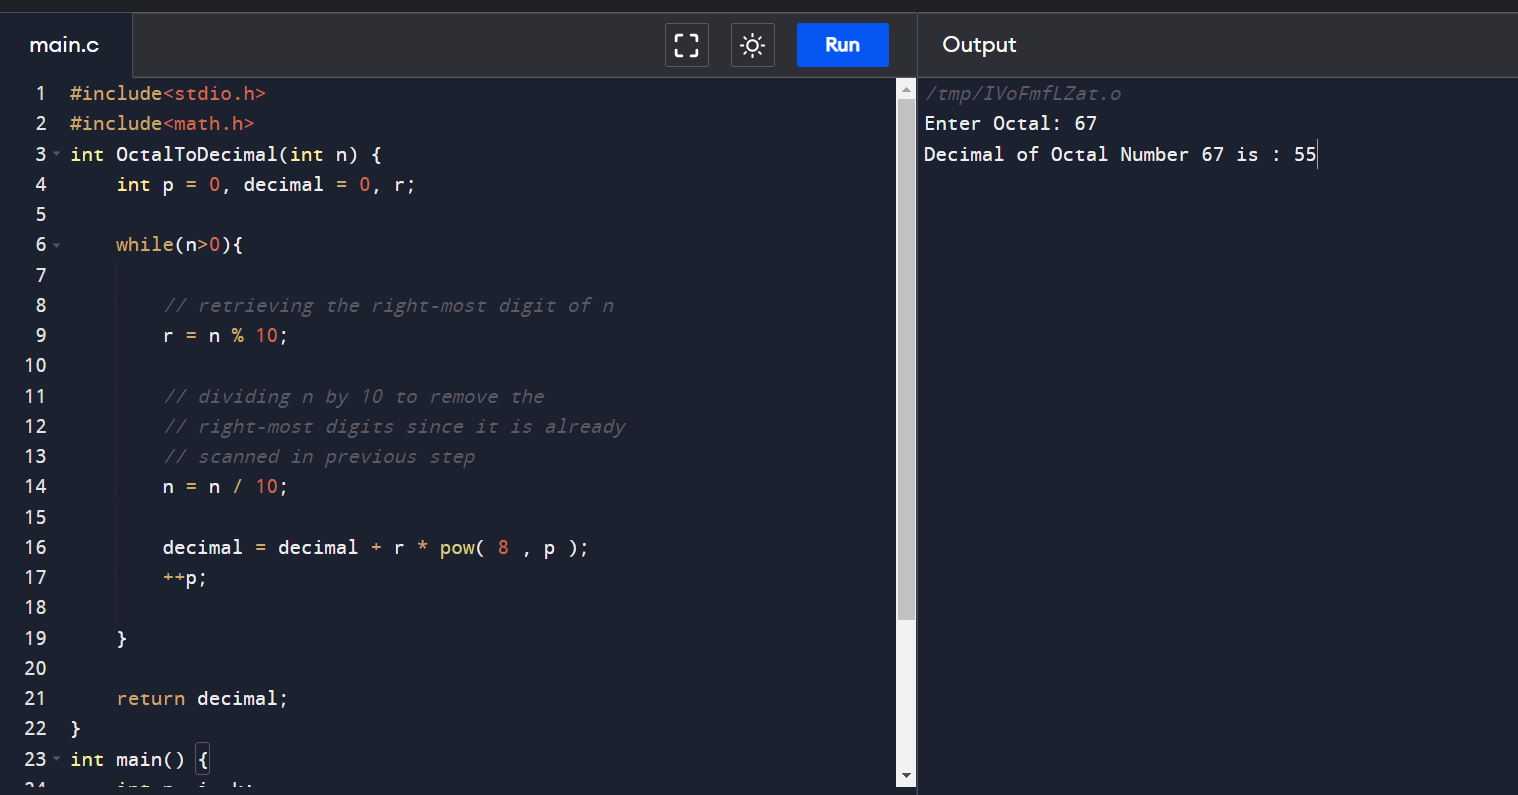 main.c
Run
Output
1 #include<stdio.h>
2 #include<math.h>
3 int OctalToDecimal(int n) {
4 int p = 0, decimal = 0, r;
5
6 while(n>0){
7
8 // retrieving the right-most digit of n
9 r = n % 10;
10
11 // dividing n by 10 to remove the
12 // right-most digits since it is already
13 // scanned in previous step
14 n = n / 10;
15
16 decimal = decimal + r * pow( 8 , p );
17 ++p;
18
19 }
20
21 return decimal;
22 }
23 int main() {
/tmp/IVoFmfLZat.o
Enter Octal: 67
Decimal of Octal Number 67 is : 55